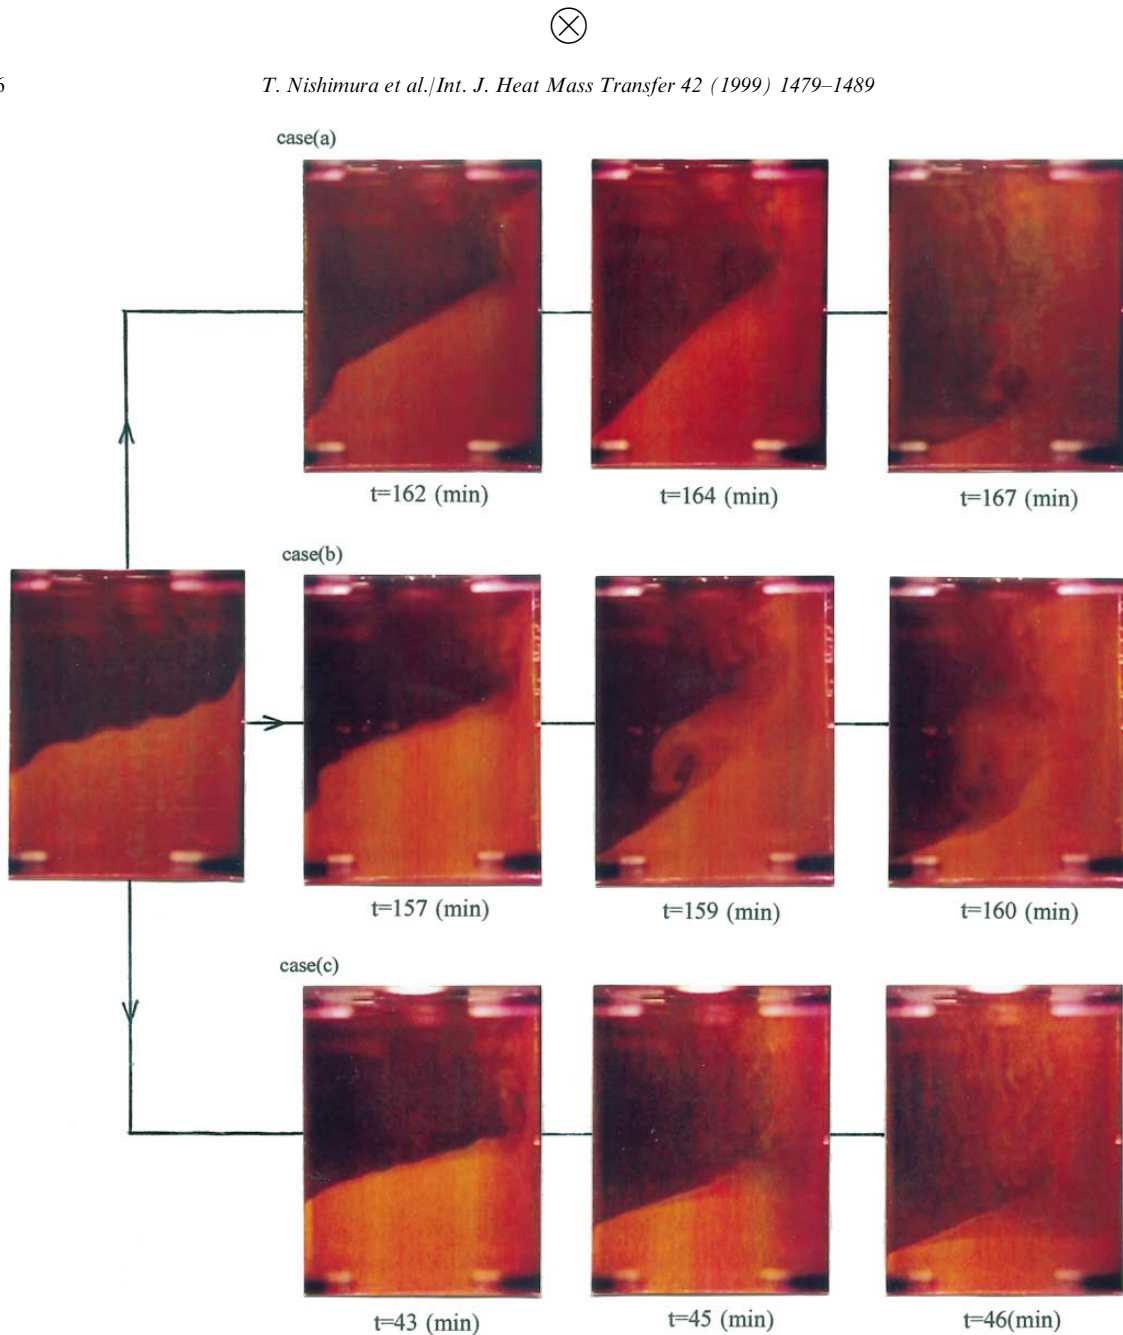 6
T. Nishimura et al./Int. J. Heat Mass Transfer 42 (1999) 1479–1489
case(a)
t=162 (min)
t=164 (min)
t=167 (min)
case(b)
t=157 (min)
t=159 (min)
t=160 (min)
case(c)
t=43 (min)
t=45 (min)
t=46(min)